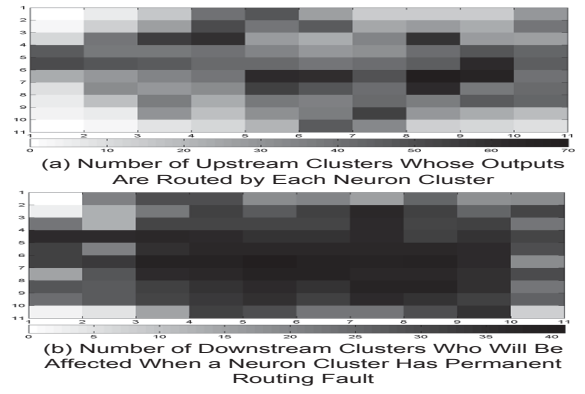 1
2
3
4
5
6
7
8
9
10
11
1 2 3 4 5 6 7 8 9 10 11
0 10 20 30 40 50 60 70
(a) Number of Upstream Clusters Whose Outputs
Are Routed by Each Neuron Cluster
1
2
3
4
5
6
7
8
9
10
11
1 2 3 4 5 6 7 8 9 10 11
0 5 10 15 20 25 30 35 40
(b) Number of Downstream Clusters Who Will Be
Affected When a Neuron Cluster Has Permanent
Routing Fault